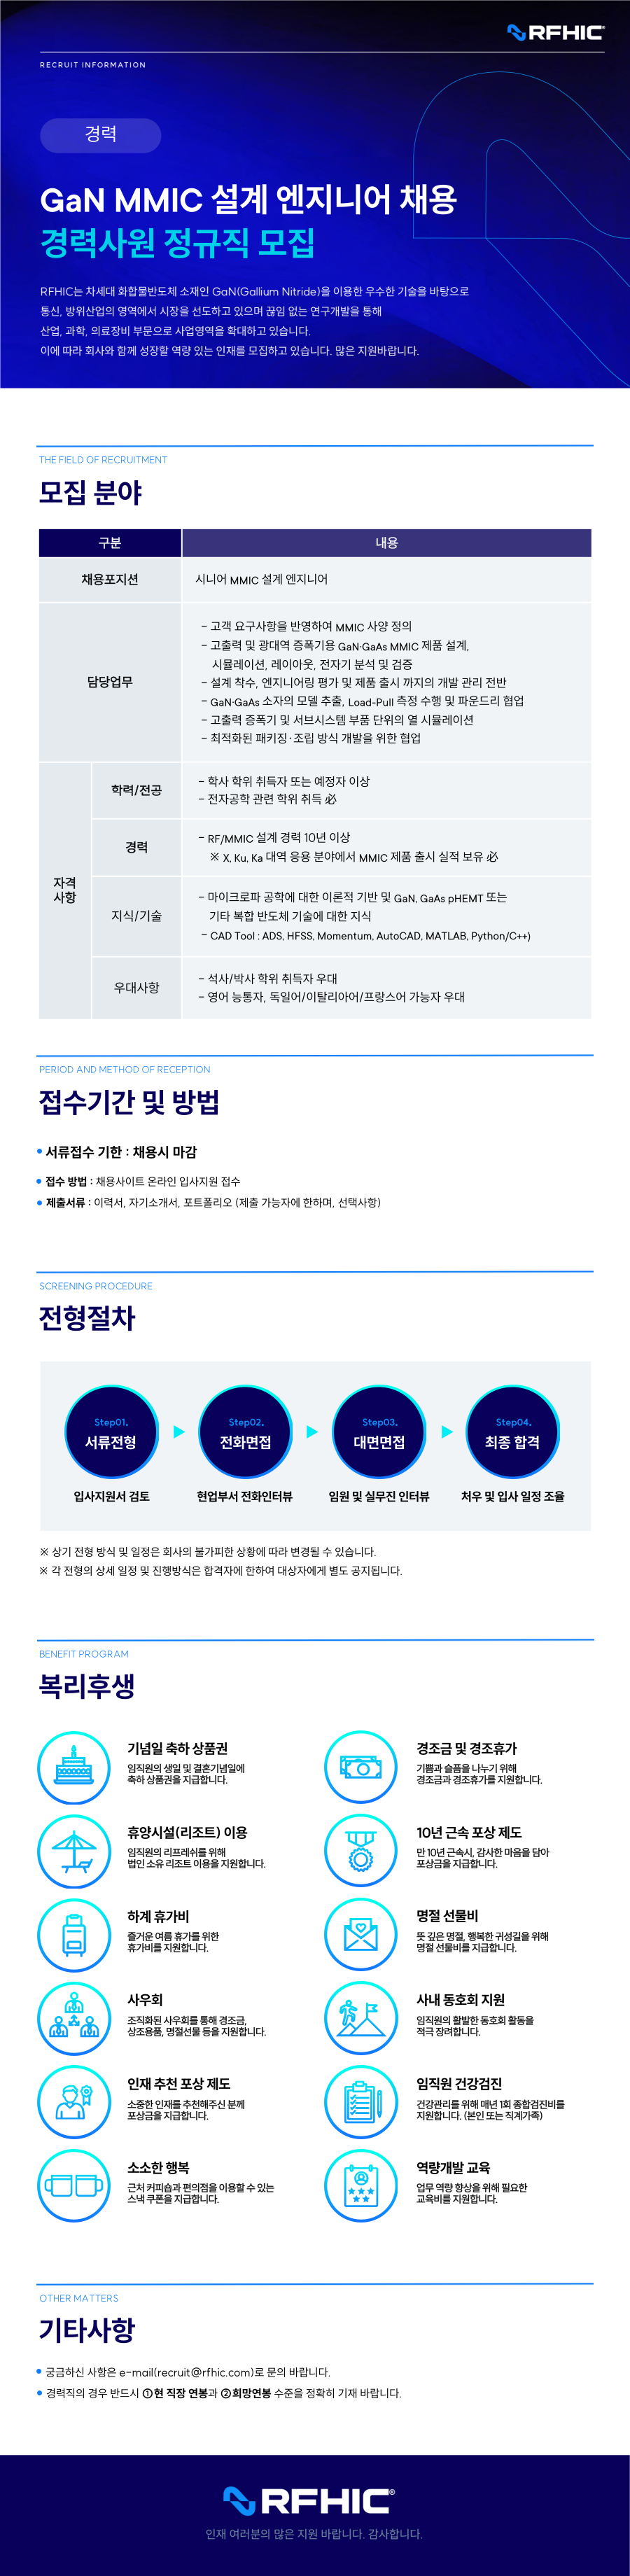 RFHIC®
RECRUIT INFORMATION
경력
GaN MMIC 설계 엔지니어 채용
경력사원 정규직 모집
RFHIC는 차세대 화합물반도체 소재인 GaN(Gallium Nitride)을 이용한 우수한 기술을 바탕으로
통신, 방위산업의 영역에서 시장을 선도하고 있으며 끊임 없는 연구개발을 통해
산업, 과학, 의료장비 부문으로 사업영역을 확대하고 있습니다.
이에 따라 회사와 함께 성장할 역량 있는 인재를 모집하고 있습니다. 많은 지원바랍니다.
THE FIELD OF RECRUITMENT
모집 분야
구분 내용
채용포지션 시니어 MMIC 설계 엔지니어
담당업무
– 고객 요구사항을 반영하여 MMIC 사양 정의
– 고출력 및 광대역 증폭기용 GaN·GaAs MMIC 제품 설계,
시뮬레이션, 레이아웃, 전자기 분석 및 검증
– 설계 착수, 엔지니어링 평가 및 제품 출시 까지의 개발 관리 전반
– GaN·GaAs 소자의 모델 추출, Load-Pull 측정 수행 및 파운드리 협업
– 고출력 증폭기 및 서브시스템 부품 단위의 열 시뮬레이션
– 최적화된 패키징·조립 방식 개발을 위한 협업
자격
사항
학력/전공
– 학사 학위 취득자 또는 예정자 이상
– 전자공학 관련 학위 취득 必
경력
– RF/MMIC 설계 경력 10년 이상
※ X, Ku, Ka 대역 응용 분야에서 MMIC 제품 출시 실적 보유 必
지식/기술
– 마이크로파 공학에 대한 이론적 기반 및 GaN, GaAs pHEMT 또는
기타 복합 반도체 기술에 대한 지식
– CAD Tool : ADS, HFSS, Momentum, AutoCAD, MATLAB, Python/C++)
우대사항
– 석사/박사 학위 취득자 우대
– 영어 능통자, 독일어/이탈리아어/프랑스어 가능자 우대
PERIOD AND METHOD OF RECEPTION
접수기간 및 방법
• 서류접수 기한 : 채용시 마감
• 접수 방법 : 채용사이트 온라인 입사지원 접수
• 제출서류 : 이력서, 자기소개서, 포트폴리오 (제출 가능자에 한하며, 선택사항)
SCREENING PROCEDURE
전형절차
Step01.
서류전형
입사지원서 검토
Step02.
전화면접
현업부서 전화인터뷰
Step03.
대면면접
임원 및 실무진 인터뷰
Step04.
최종 합격
처우 및 입사 일정 조율
※ 상기 전형 방식 및 일정은 회사의 불가피한 상황에 따라 변경될 수 있습니다.
※ 각 전형의 상세 일정 및 진행방식은 합격자에 한하여 대상자에게 별도 공지됩니다.
BENEFIT PROGRAM
복리후생
기념일 축하 상품권
임직원의 생일 및 결혼기념일에
축하 상품권을 지급합니다.
경조금 및 경조휴가
기쁨과 슬픔을 나누기 위해
경조금과 경조휴가를 지원합니다.
휴양시설(리조트) 이용
임직원의 리프레쉬를 위해
법인 소유 리조트 이용을 지원합니다.
10년 근속 포상 제도
만 10년 근속시, 감사한 마음을 담아
포상금을 지급합니다.
하계 휴가비
즐거운 여름 휴가를 위한
휴가비를 지원합니다.
명절 선물비
뜻 깊은 명절, 행복한 귀성길을 위해
명절 선물비를 지급합니다.
사우회
조직화된 사우회를 통해 경조금,
상조용품, 명절선물 등을 지원합니다.
사내 동호회 지원
임직원의 활발한 동호회 활동을
적극 장려합니다.
인재 추천 포상 제도
소중한 인재를 추천해주신 분께
포상금을 지급합니다.
임직원 건강검진
건강관리를 위해 매년 1회 종합검진비를
지원합니다. (본인 또는 직계가족)
소소한 행복
근처 커피숍과 편의점을 이용할 수 있는
스낵 쿠폰을 지급합니다.
역량개발 교육
업무 역량 향상을 위해 필요한
교육비를 지원합니다.
OTHER MATTERS
기타사항
• 궁금하신 사항은 e-mail(recruit@rfhic.com)로 문의 바랍니다.
• 경력직의 경우 반드시 ①현 직장 연봉과 ②희망연봉 수준을 정확히 기재 바랍니다.
RFHIC®
인재 여러분의 많은 지원 바랍니다. 감사합니다.